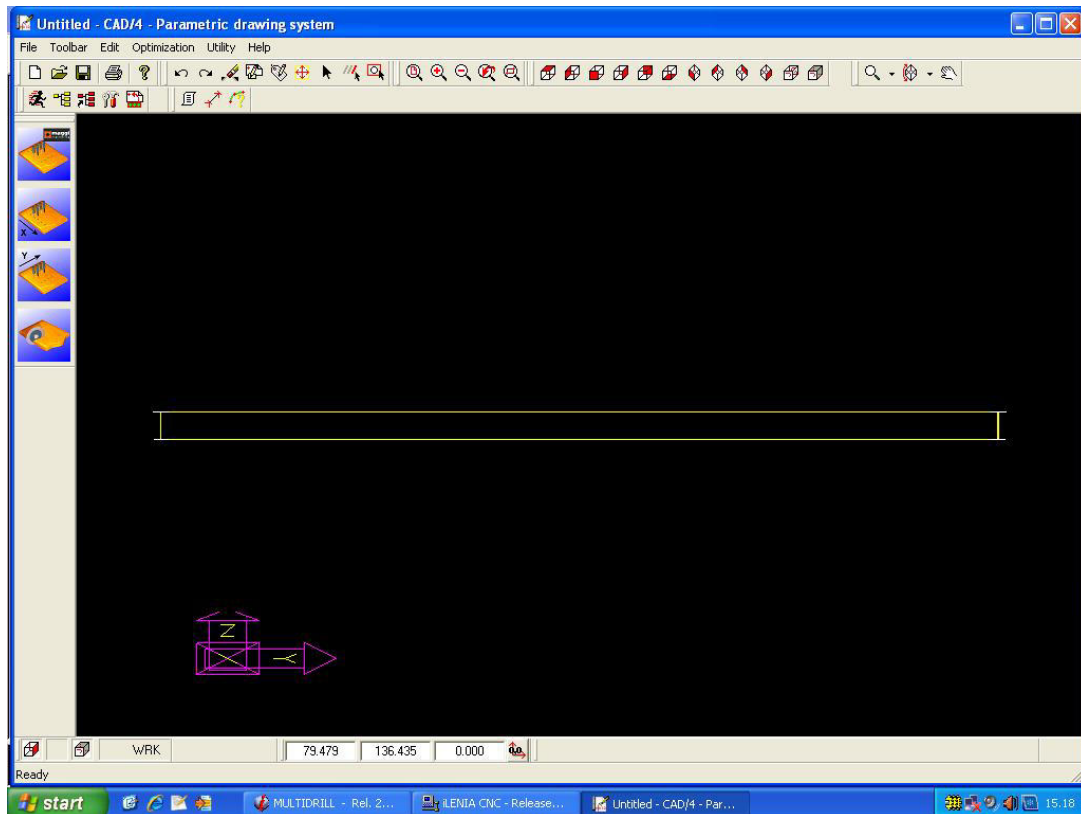 Untitled - CAD/4 - Parametric drawing system
File Toolbar Edit Optimization Utility Help
X
Y
Z
X Y
WRK 79.479 136.435 0.000
Ready
start MULTIDRILL - Rel. 2... iLENIA CNC - Release... Untitled - CAD/4 - Par... 15.18